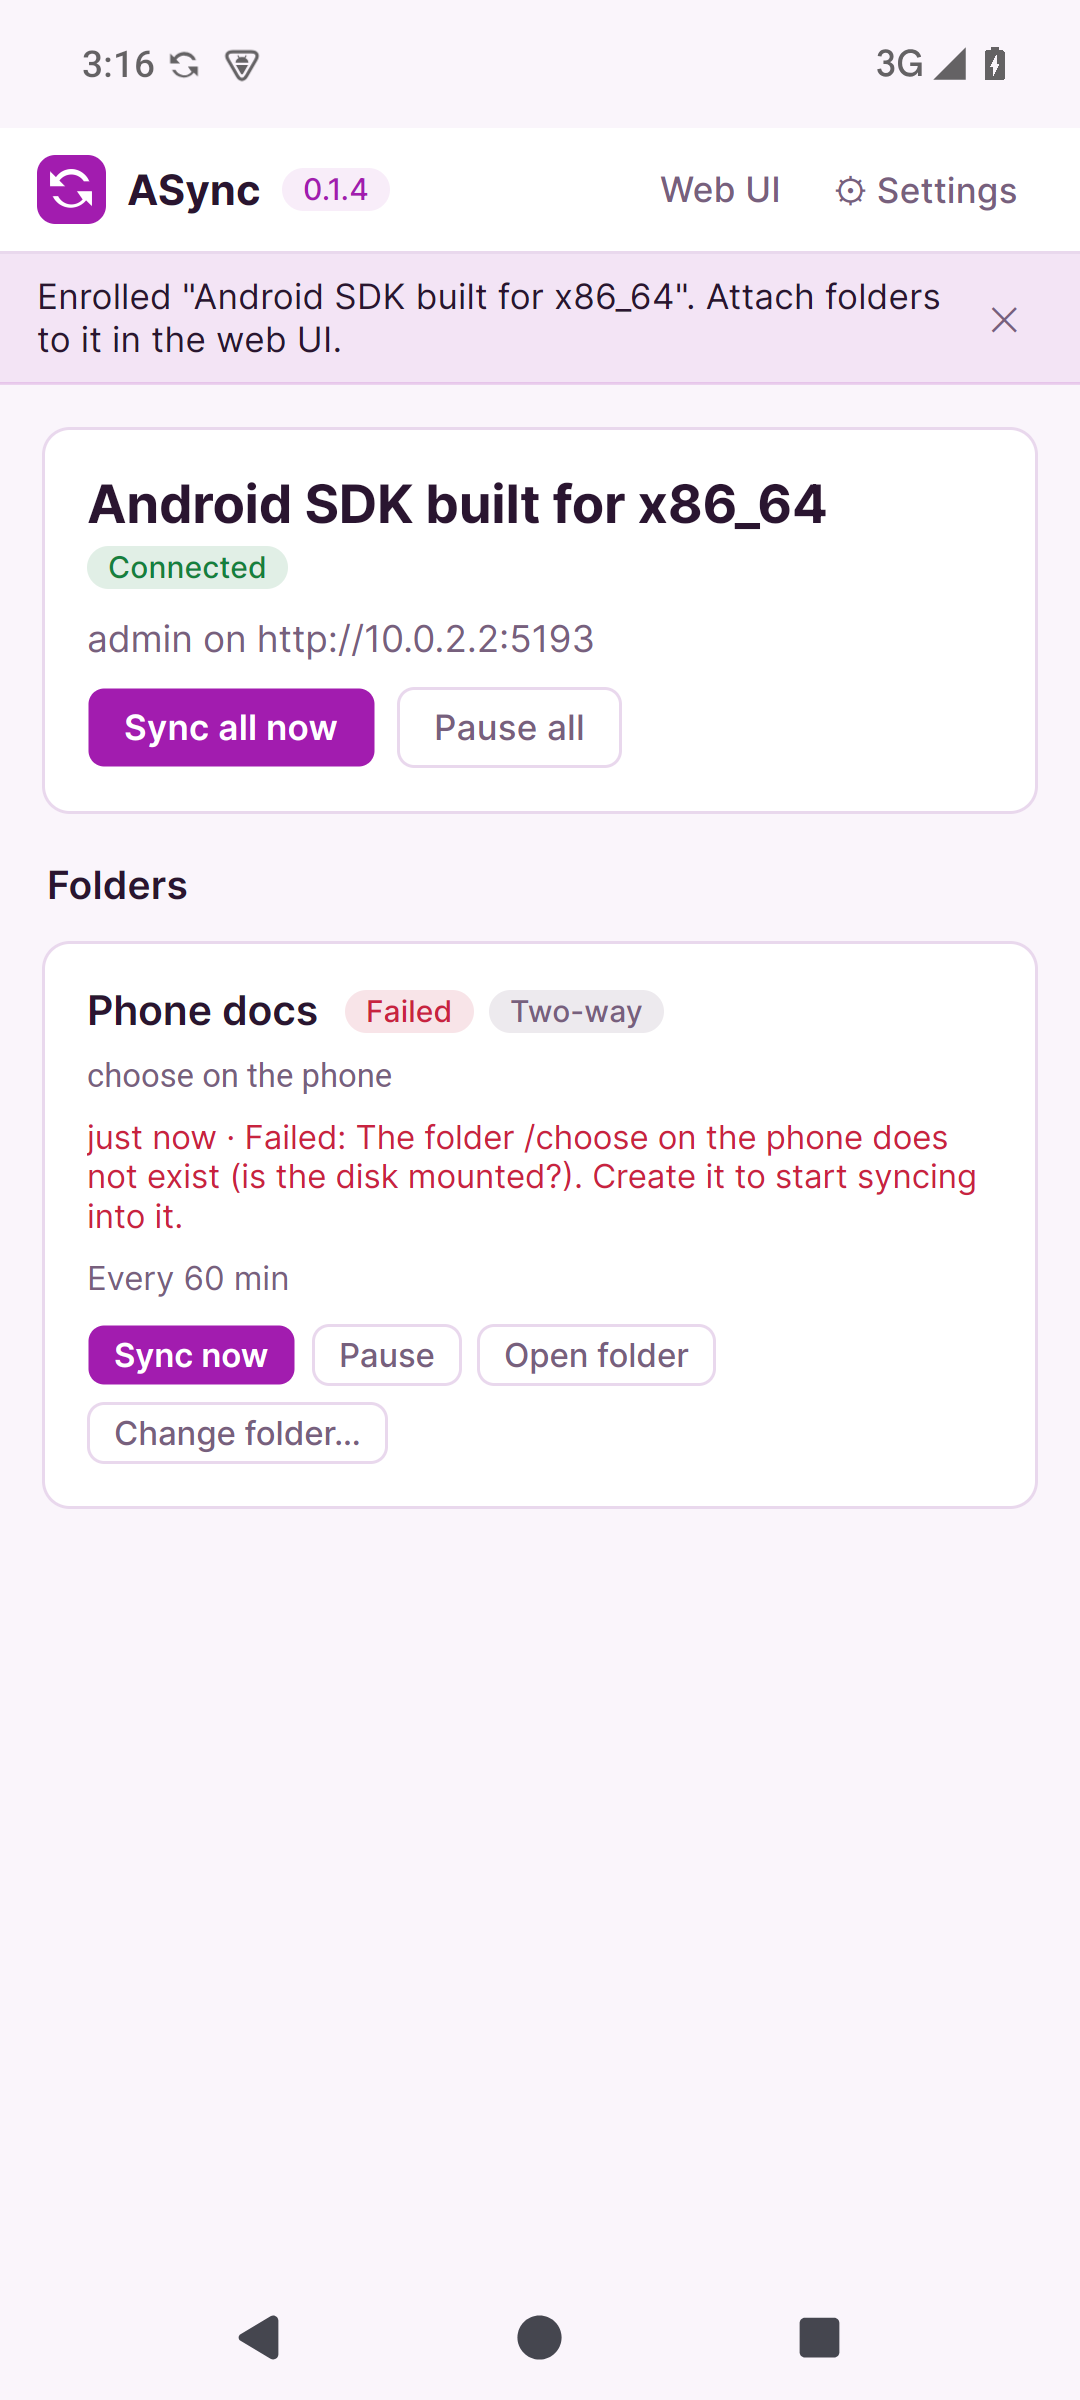 3:16
3G
ASync 0.1.4 Web UI Settings
Enrolled "Android SDK built for x86_64". Attach folders
to it in the web UI.
Android SDK built for x86_64
Connected
admin on http://10.0.2.2:5193
Sync all now Pause all
Folders
Phone docs Failed Two-way
choose on the phone
just now · Failed: The folder /choose on the phone does
not exist (is the disk mounted?). Create it to start syncing
into it.
Every 60 min
Sync now Pause Open folder
Change folder...